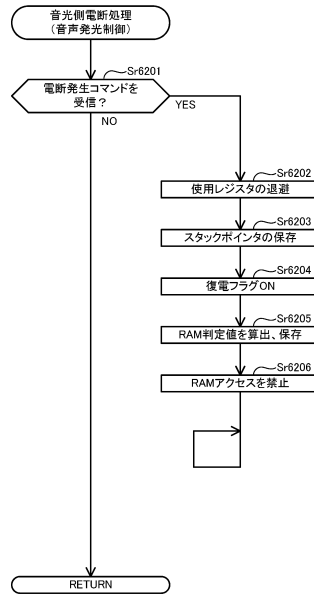 音光側電断処理
(音声発光制御)
Sr6201
電断発生コマンドを
受信？
YES
NO
Sr6202
使用レジスタの退避
Sr6203
スタックポインタの保存
Sr6204
復電フラグON
Sr6205
RAM判定値を算出、保存
Sr6206
RAMアクセスを禁止
RETURN